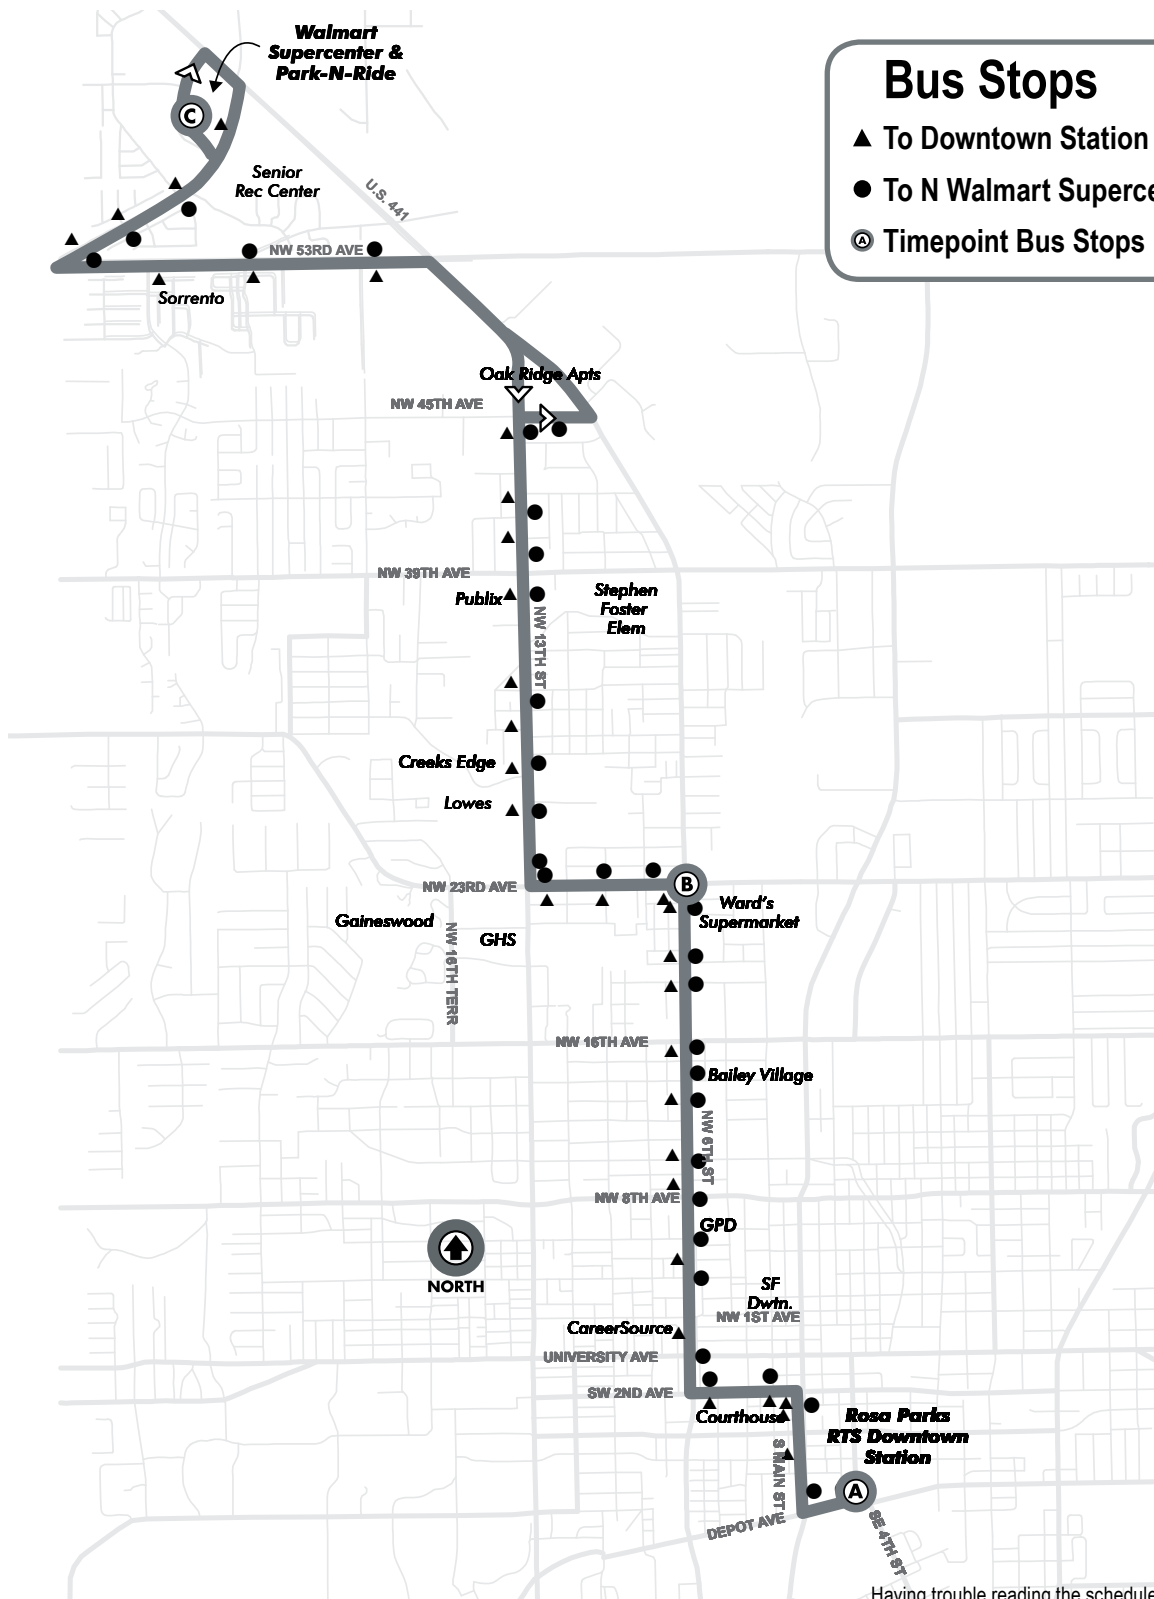 Walmart
Supercenter &
Park-N-Ride
Bus Stops
To Downtown Station
To N Walmart Superce
A Timepoint Bus Stops
C
Senior
Rec Center
U.S. 441
NW 53RD AVE
Sorrento
Oak Ridge Apts
NW 45TH AVE
NW 39TH AVE
Publix
Stephen
Foster
Elem
NW 13TH ST
Creeks Edge
Lowes
NW 23RD AVE
B
Ward's
Supermarket
Gaineswood
GHS
NW 16TH TERR
NW 16TH AVE
Bailey Village
NW 6TH ST
NW 8TH AVE
GPD
NORTH
SF
Dwtn.
NW 1ST AVE
CareerSource
UNIVERSITY AVE
SW 2ND AVE
Courthouse
Rosa Parks
RTS Downtown
Station
S MAIN ST
A
DEPOT AVE
SE 4TH ST
Having trouble reading the schedule